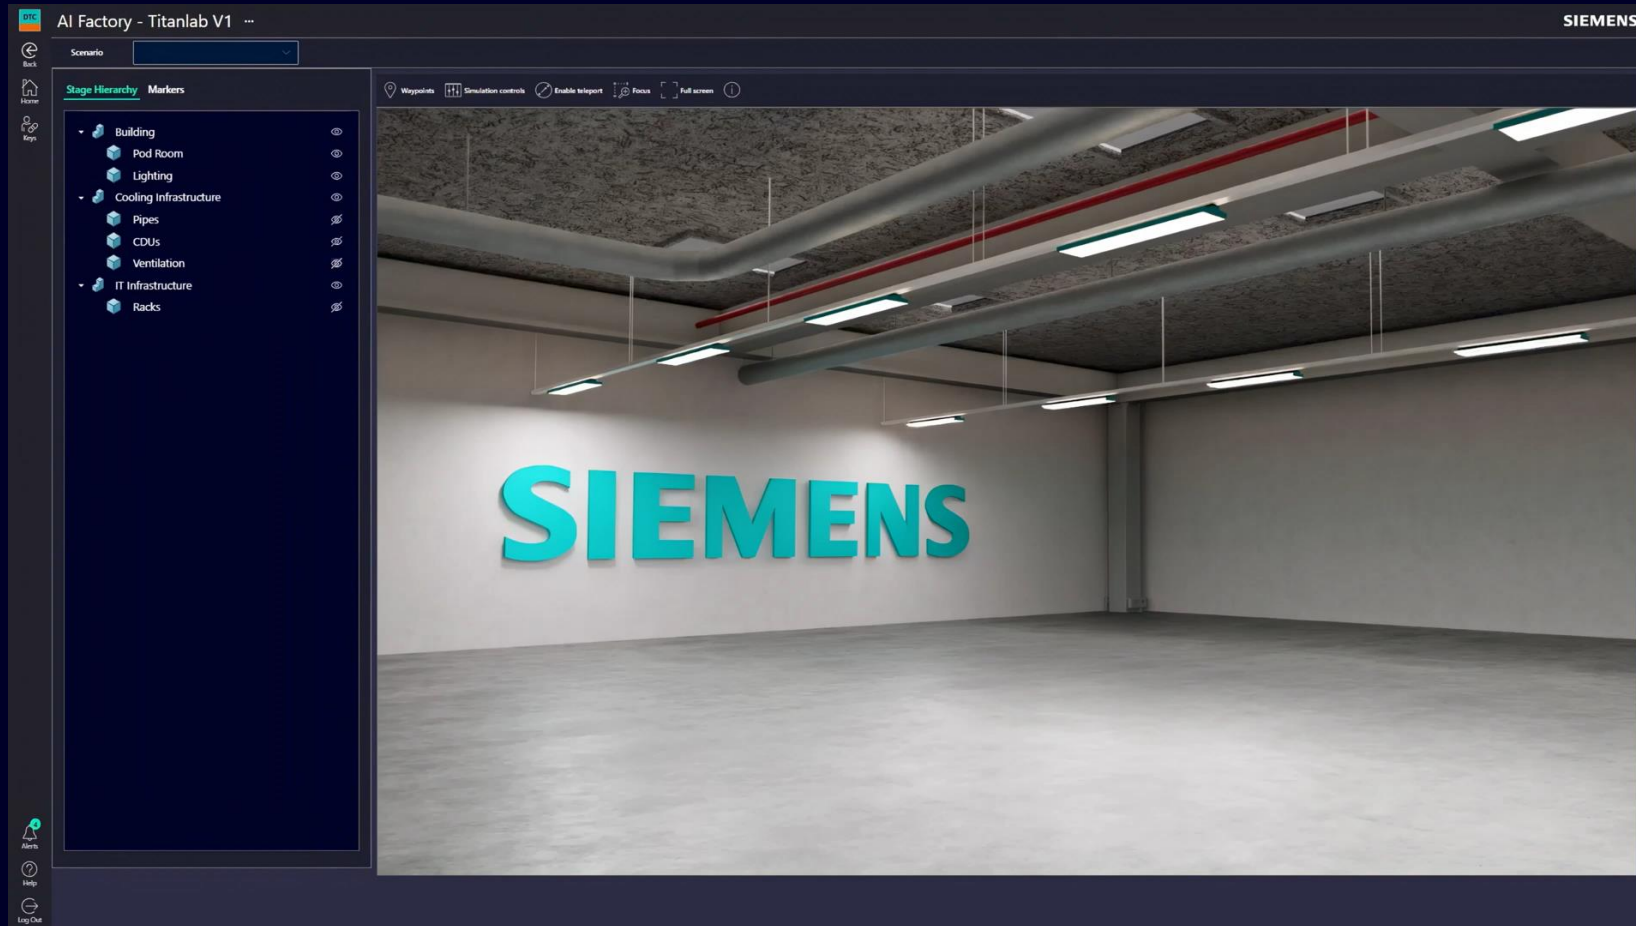 DTC
AI Factory - Titanlab V1 ...
SIEMENS
Back
Scenario
Home
Keys
Stage Hierarchy Markers
Waypoints Simulation controls Enable teleport Focus Full screen
Building
Pod Room
Lighting
Cooling Infrastructure
Pipes
CDUs
Ventilation
IT Infrastructure
Racks
SIEMENS
4
Alerts
Help
Log Out